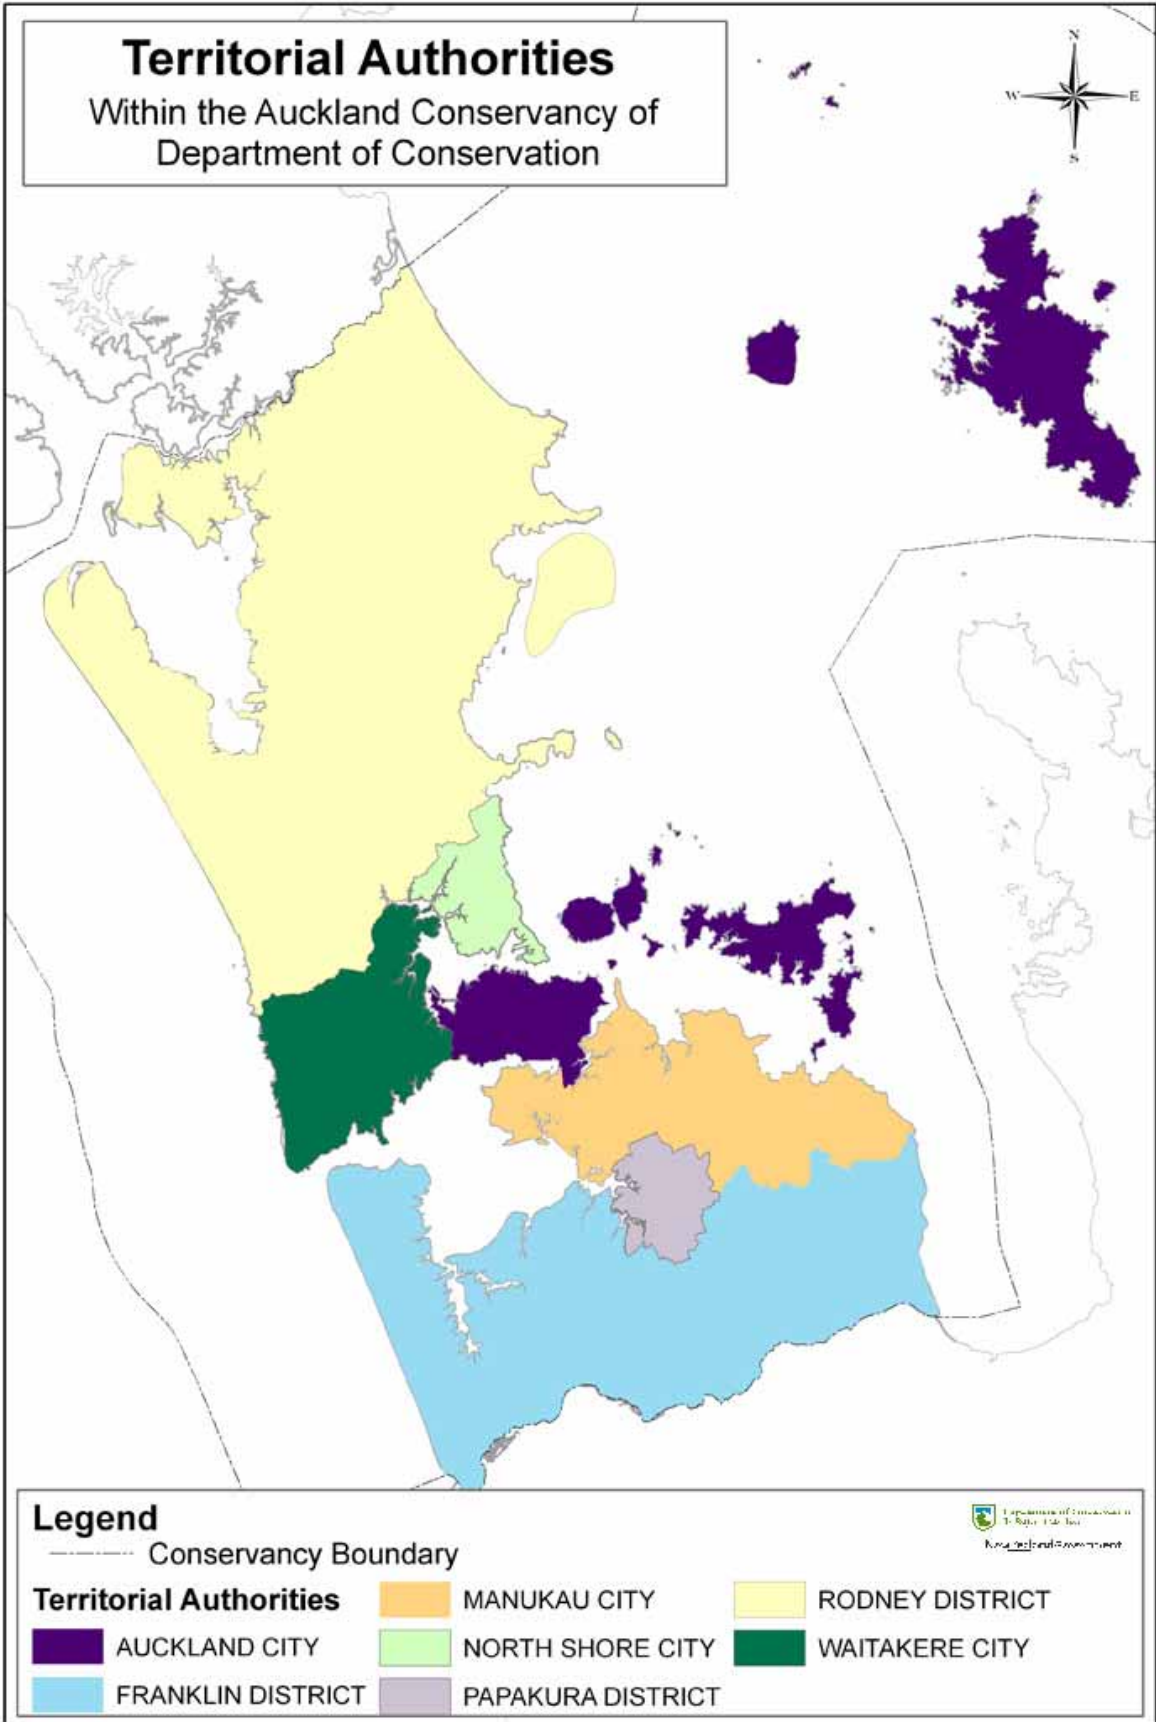 Territorial Authorities
Within the Auckland Conservancy of
Department of Conservation
N
W
E
S
Legend
Conservancy Boundary
Territorial Authorities
MANUKAU CITY
RODNEY DISTRICT
AUCKLAND CITY
NORTH SHORE CITY
WAITAKERE CITY
FRANKLIN DISTRICT
PAPAKURA DISTRICT